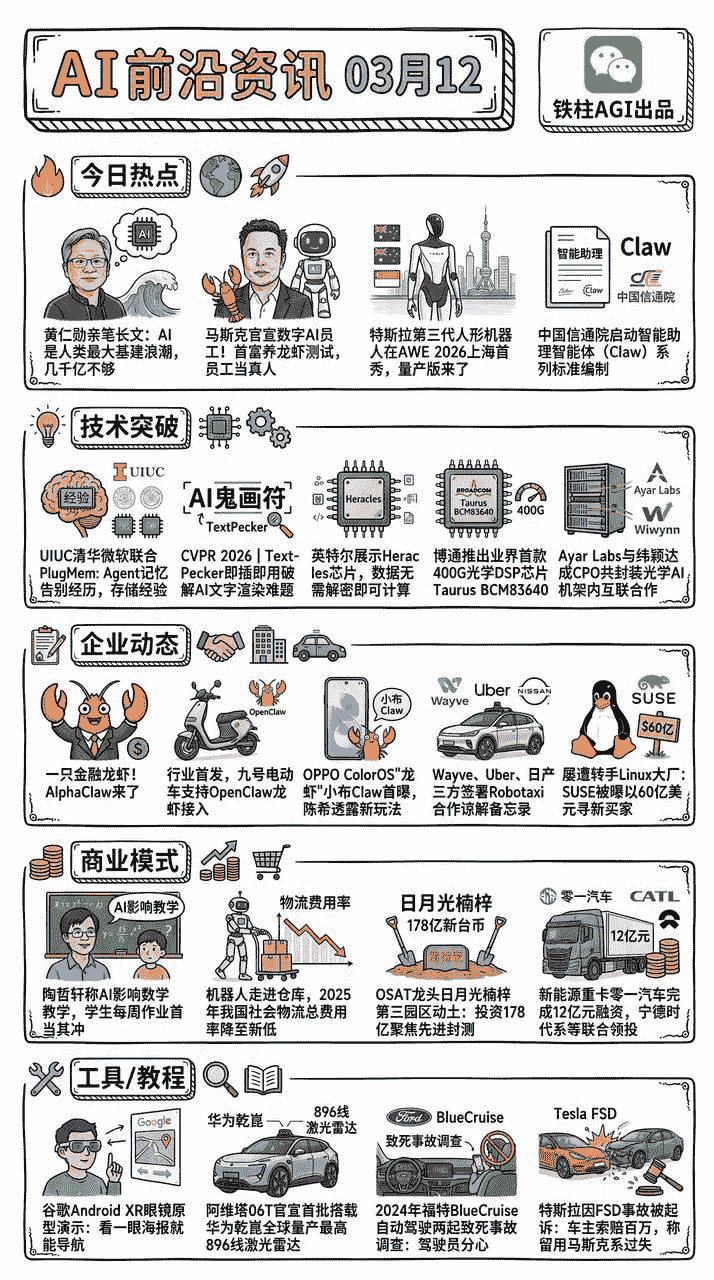 AI前沿资讯 03月12
铁柱AGI出品
今日热点
AI
智能助理
Claw
Claw
中国信通院
TESLA
AI
黄仁勋亲笔长文：AI
是人类最大基建浪潮，
几千亿不够
马斯克官宣数字AI员
工！首富养龙虾测试，
员工当真人
特斯拉第三代人形机器
人在AWE 2026上海首
秀，量产版来了
中国信通院启动智能助
理智能体（Claw）系
列标准编制
技术突破
经验
UIUC
AI鬼画符
TextPecker
Heracles
BROADCOM
Taurus
BCM83640
400G
Ayar Labs
Wiwynn
UIUC清华微软联合
PlugMem: Agent记忆
告别经历，存储经验
CVPR 2026 | Text-
Pecker即插即用破
解AI文字渲染难题
英特尔展示Herac
les芯片，数据无
需解密即可计算
博通推出业界首款
400G光学DSP芯片
Taurus BCM83640
Ayar Labs与纬颖达
成CPO共封装光学AI
机架内互联合作
企业动态
$
OpenClaw
小布
Claw
Wayve
Uber
NISSAN
SUSE
$60亿
一只金融龙虾！
AlphaClaw来了
行业首发，九号电动
车支持OpenClaw龙
虾接入
OPPO ColorOS"龙
虾"小布Claw首曝，
陈希透露新玩法
Wayve、Uber、日产
三方签署Robotaxi
合作谅解备忘录
屡遭转手Linux大厂：
SUSE被曝以60亿美
元寻新买家
商业模式
AI影响教学
物流费用率
日月光楠梓
178亿新台币
零一汽车
CATL
12亿元
陶哲轩称AI影响数学
教学，学生每周作业首
当其冲
机器人走进仓库，2025
年我国社会物流总费用
率降至新低
OSAT龙头日月光楠梓
第三园区动土：投资178
亿聚焦先进封测
新能源重卡零一汽车完
成12亿元融资，宁德时
代系等联合领投
工具/教程
Google
华为乾崑
896线
激光雷达
Ford
BlueCruise
致死事故调查
Tesla FSD
谷歌Android XR眼镜原
型演示：看一眼海报就
能导航
阿维塔06T官宣首批搭载
华为乾崑全球量产最高
896线激光雷达
2024年福特BlueCruise
自动驾驶两起致死事故
调查：驾驶员分心
特斯拉因FSD事故被起
诉：车主索赔百万，称
留用马斯克系过失